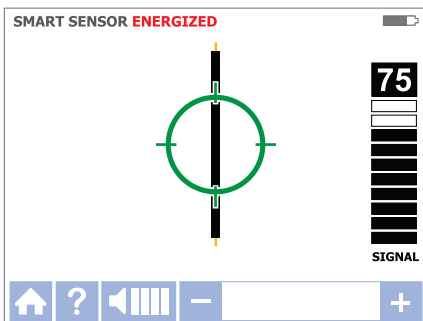 SMART SENSOR ENERGIZED
75
SIGNAL
?
− +